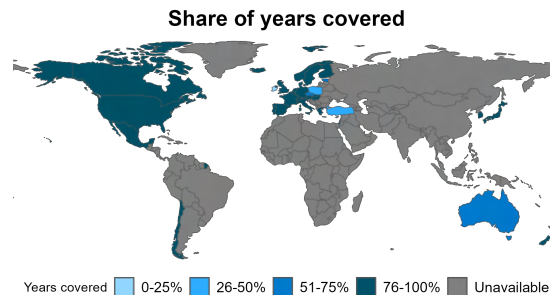 Share of years covered
Years covered 0-25% 26-50% 51-75% 76-100% Unavailable